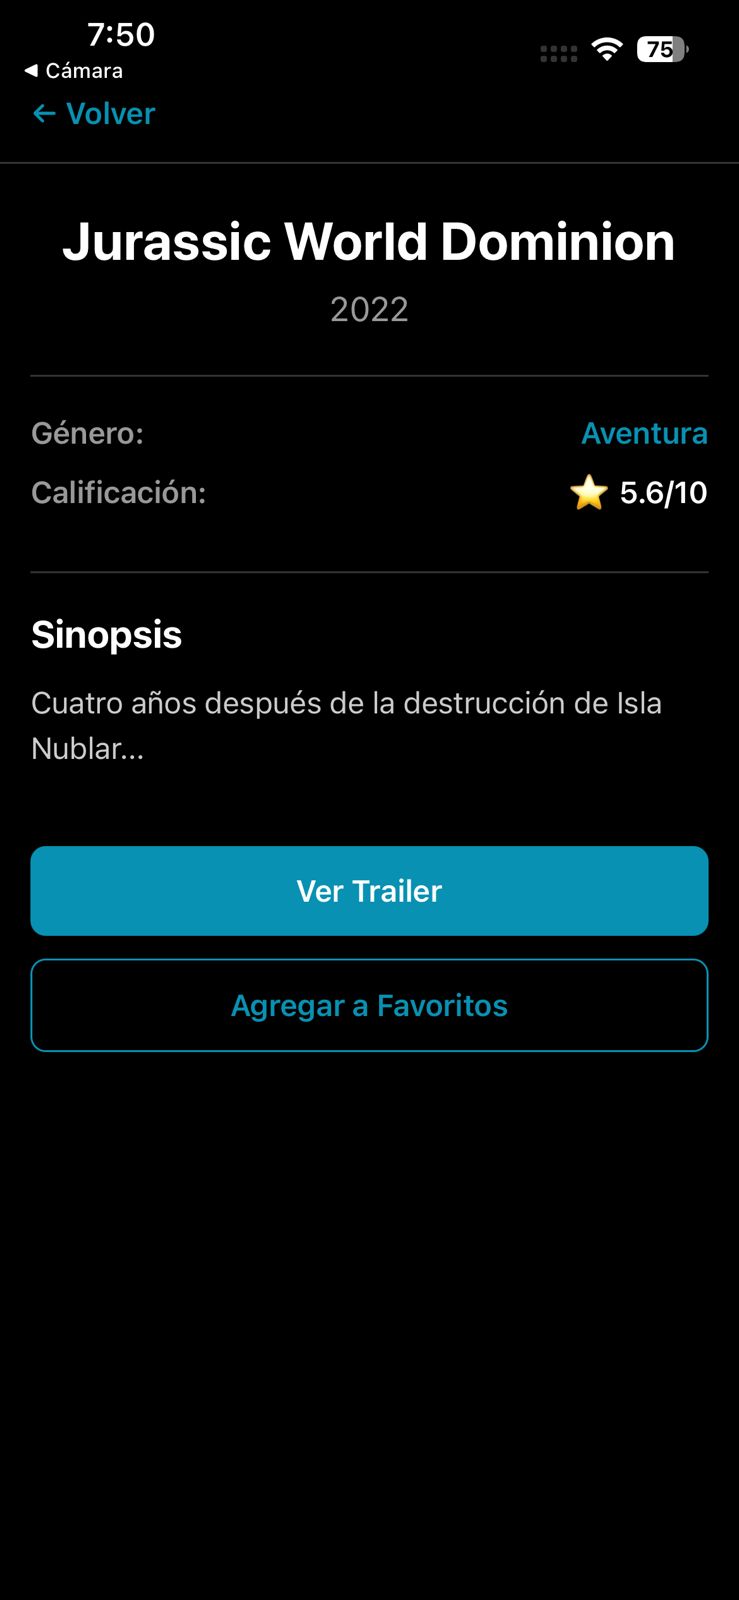 7:50
75
◀ Cámara
← Volver
Jurassic World Dominion
2022
Género: Aventura
Calificación: ⭐ 5.6/10
Sinopsis
Cuatro años después de la destrucción de Isla
Nublar...
Ver Trailer
Agregar a Favoritos